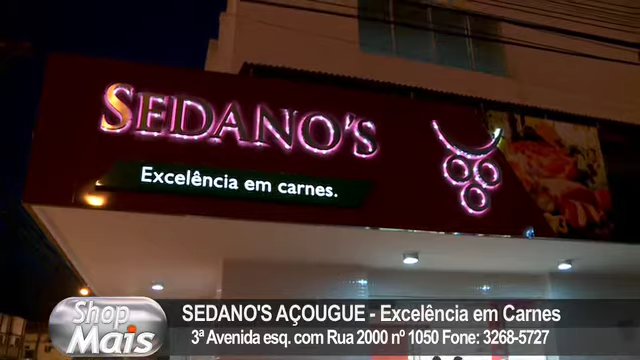 SEDANO'S
Excelência em carnes.
SEDANO'S AÇOUGUE - Excelência em Carnes
3ª Avenida esq. com Rua 2000 nº 1050 Fone: 3268-5727
Shop
Mais